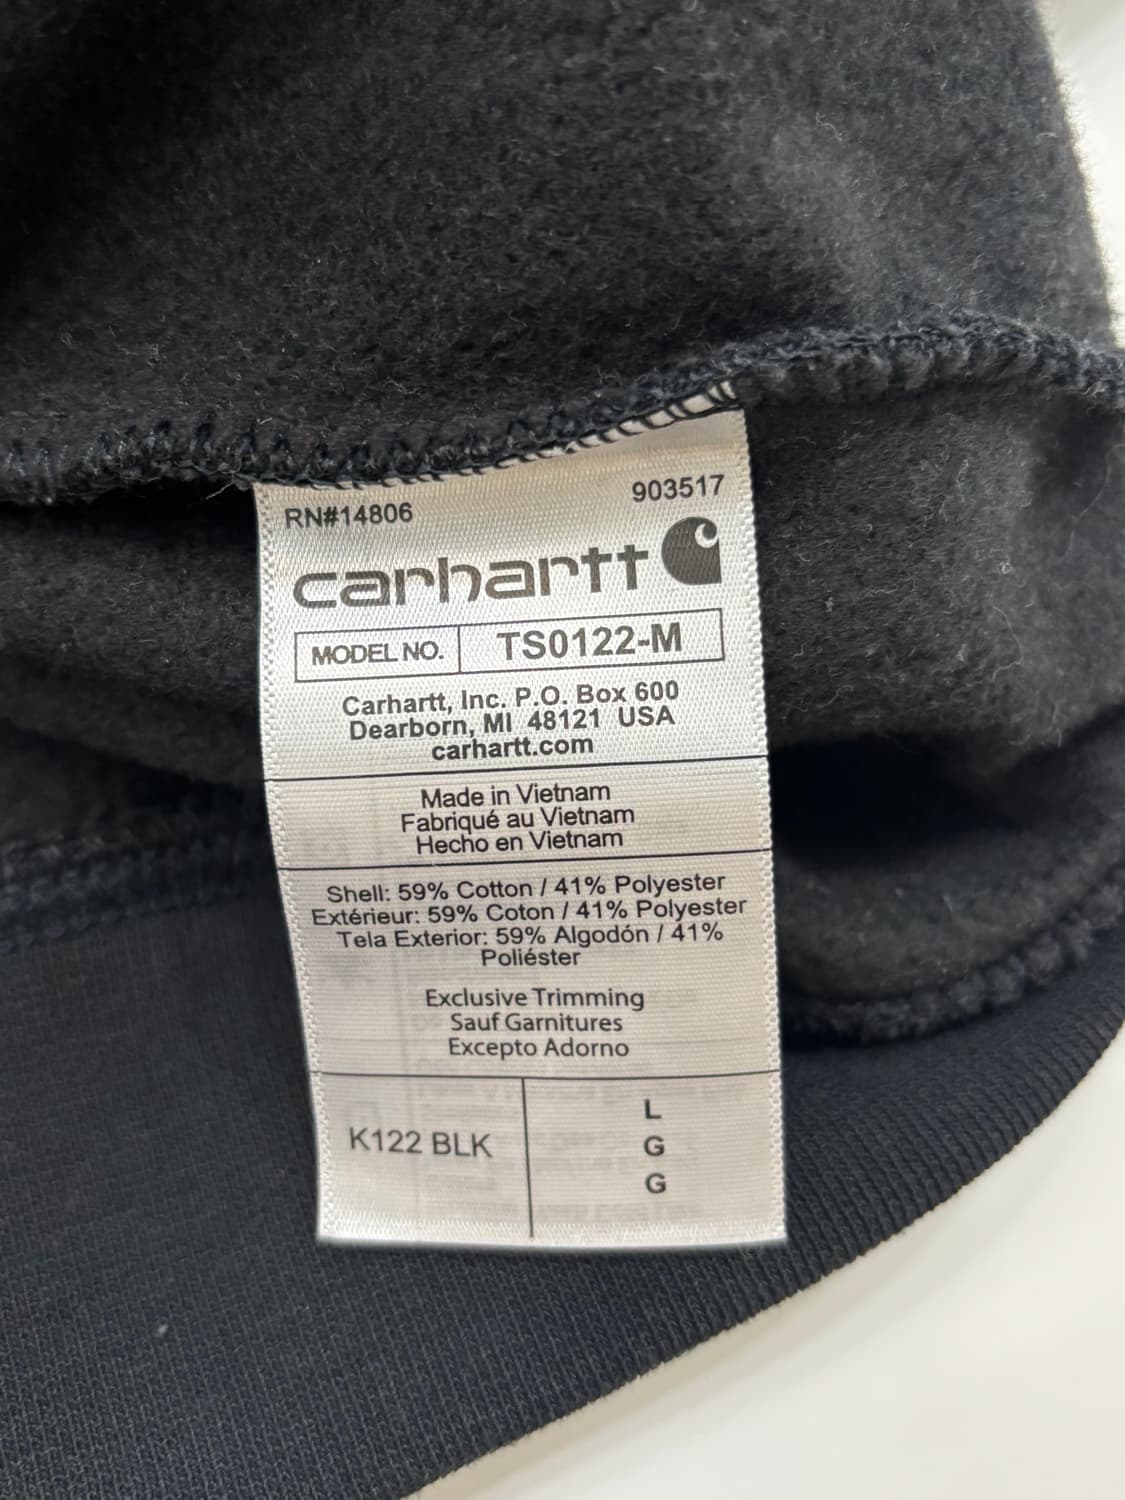 RN#14806 903517
carhartt
MODEL NO. TS0122-M
Carhartt, Inc. P.O. Box 600
Dearborn, MI 48121 USA
carhartt.com
Made in Vietnam
Fabriqué au Vietnam
Hecho en Vietnam
Shell: 59% Cotton / 41% Polyester
Extérieur: 59% Coton / 41% Polyester
Tela Exterior: 59% Algodón / 41%
Poliéster
Exclusive Trimming
Sauf Garnitures
Excepto Adorno
K122 BLK
L
G
G